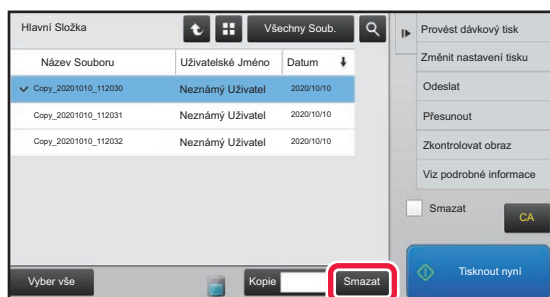 Hlavní Složka
Všechny Soub.
Název Souboru Uživatelské Jméno Datum
Copy_20201010_112030 Neznámý Uživatel 2020/10/10
Copy_20201010_112031 Neznámý Uživatel 2020/10/10
Copy_20201010_112032 Neznámý Uživatel 2020/10/10
Vyber vše
Kopie
Smazat
Provést dávkový tisk
Změnit nastavení tisku
Odeslat
Přesunout
Zkontrolovat obraz
Viz podrobné informace
Smazat
CA
Tisknout nyní